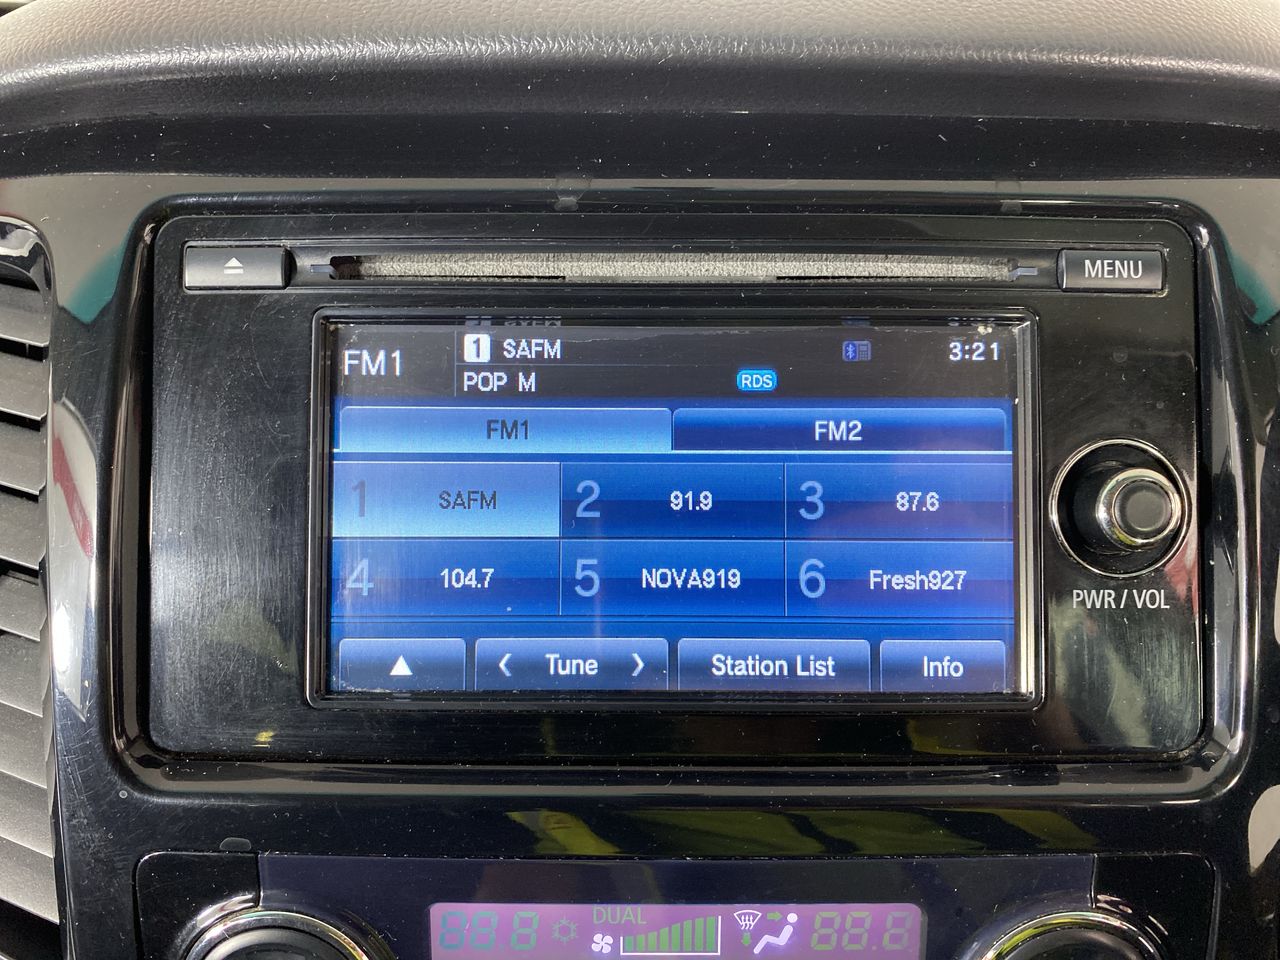 MENU
FM1 1 SAFM 3:21
POP M RDS
FM1 FM2
1 SAFM 2 91.9 3 87.6
4 104.7 5 NOVA919 6 Fresh927
Tune Station List Info
PWR / VOL
DUAL
88.8 88.8